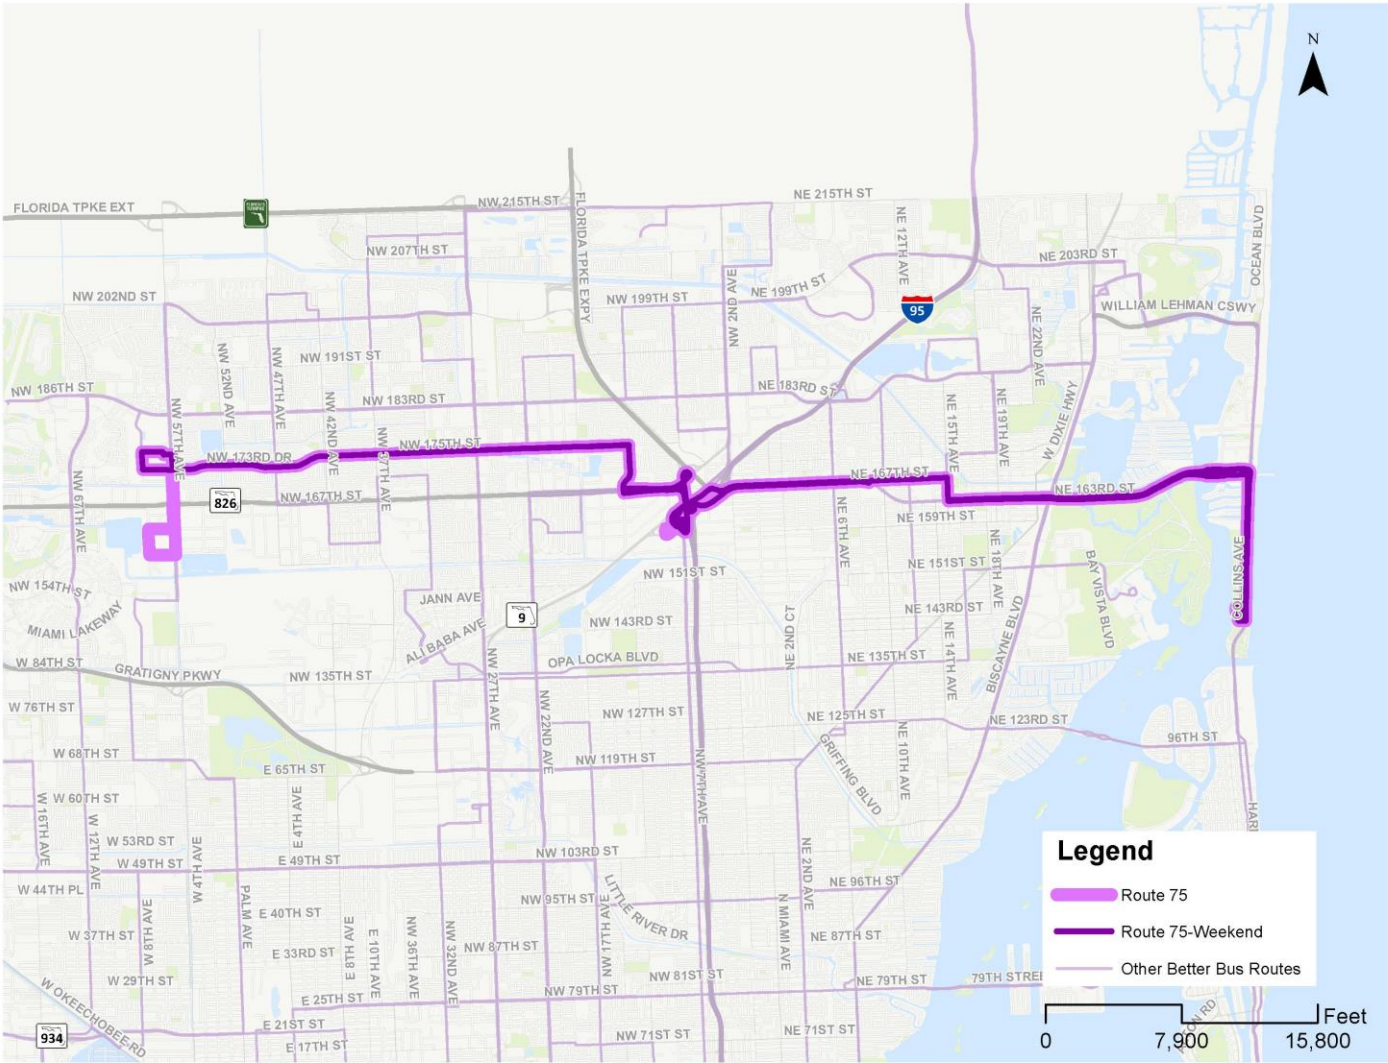 N
NE 215TH ST
NW 215TH ST
FLORIDA TPKE EXT
FLORIDA TPKE EXPY
NE 12TH AVE
OCEAN BLVD
NW 207TH ST
NE 203RD ST
NW 202ND ST
NW 199TH ST
NE 199TH ST
NW 2ND AVE
95
WILLIAM LEHMAN CSWY
NE 22ND AVE
NW 52ND AVE
NW 47TH AVE
NW 191ST ST
NW 186TH ST
NW 183RD ST
NE 183RD ST
NW 42ND AVE
NW 57TH AVE
NE 15TH AVE
NE 19TH AVE
W DIXIE HWY
NW 37TH AVE
NW 175TH ST
NW 173RD DR
NE 167TH ST
NW 67TH AVE
826
NW 167TH ST
NE 163RD ST
NE 159TH ST
NE 6TH AVE
NE 18TH AVE
COLLINS AVE
NW 154TH ST
NW 151ST ST
NE 151ST ST
BAY VISTA BLVD
JANN AVE
MIAMI LAKEWAY
9
NW 143RD ST
NE 143RD ST
NE 2ND CT
NE 14TH AVE
BISCAYNE BLVD
ALI BABA AVE
W 84TH ST
GRATIGNY PKWY
NW 135TH ST
OPA LOCKA BLVD
NE 135TH ST
NW 27TH AVE
NW 22ND AVE
W 76TH ST
NW 127TH ST
NE 125TH ST
NE 123RD ST
NE 10TH AVE
96TH ST
GRIFFING BLVD
W 68TH ST
E 65TH ST
NW 119TH ST
NW 7TH AVE
W 60TH ST
W 16TH AVE
W 12TH AVE
E 4TH AVE
HARI
W 53RD ST
W 49TH ST
E 49TH ST
NW 103RD ST
NE 2ND AVE
W 4TH AVE
W 44TH PL
PALM AVE
NW 95TH ST
NE 96TH ST
LITTLE RIVER DR
W 8TH AVE
E 40TH ST
W 37TH ST
E 33RD ST
E 8TH AVE
E 10TH AVE
NW 36TH AVE
NW 32ND AVE
NW 87TH ST
NW 17TH AVE
N MIAMI AVE
NE 87TH ST
W 29TH ST
NW 81ST ST
NE 79TH ST
79TH STREE
W OKEECHOBEE RD
E 25TH ST
NW 79TH ST
934
E 21ST ST
E 17TH ST
NW 71ST ST
NE 71ST ST
Legend
Route 75
Route 75-Weekend
Other Better Bus Routes
Feet
0 7,900 15,800